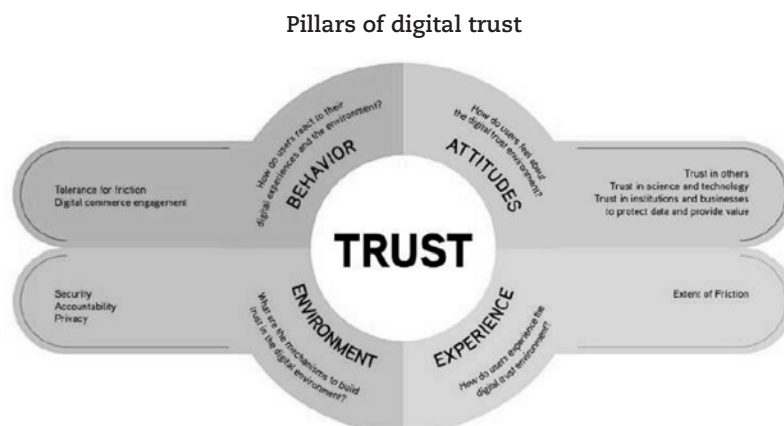 Pillars of digital trust
How do users react to their
digital experiences and the environment?
BEHAVIOR
Tolerance for friction
Digital commerce engagement
How do users feel about
the digital trust environment?
ATTITUDES
Trust in others
Trust in science and technology
Trust in institutions and businesses
to protect data and provide value
TRUST
ENVIRONMENT
What are the mechanisms to build
trust in the digital environment?
Security
Accountability
Privacy
EXPERIENCE
How do users experience the
digital trust environment?
Extent of Friction